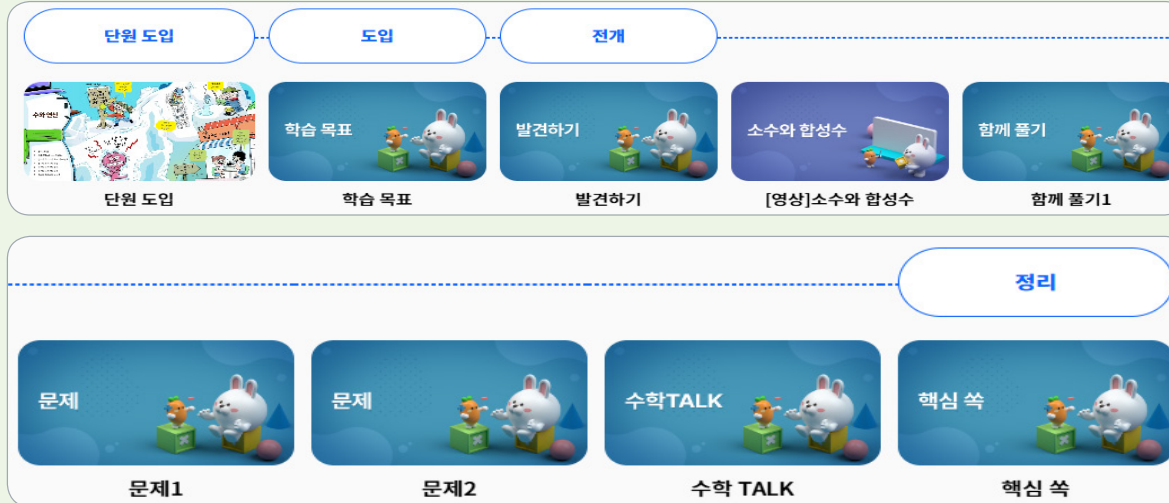 단원 도입
도입
전개
수와 연산
학습 목표
발견하기
소수와 합성수
함께 풀기
단원 도입
학습 목표
발견하기
[영상]소수와 합성수
함께 풀기1
정리
문제
문제
수학TALK
핵심 쏙
문제1
문제2
수학 TALK
핵심 쏙